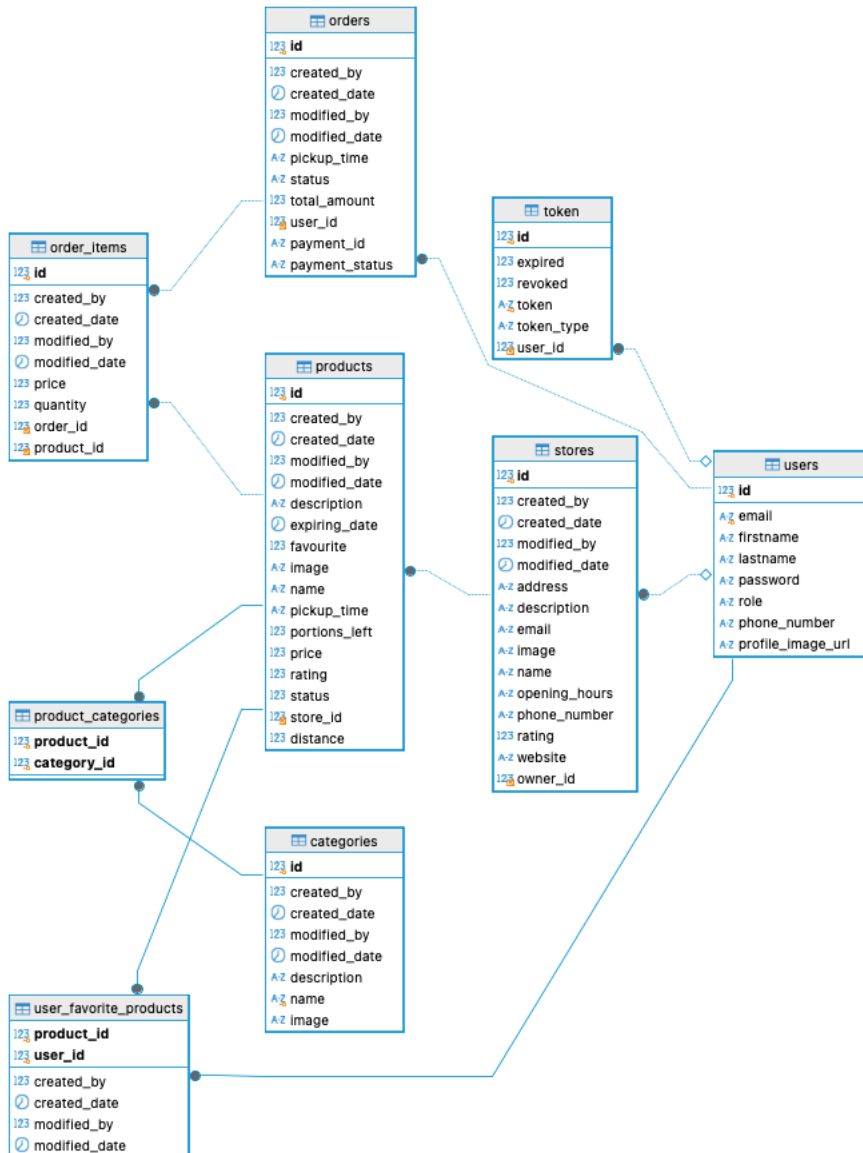 orders
id
created_by
created_date
modified_by
modified_date
pickup_time
status
total_amount
user_id
payment_id
payment_status
token
id
expired
revoked
token
token_type
user_id
order_items
id
created_by
created_date
modified_by
modified_date
price
quantity
order_id
product_id
products
id
created_by
created_date
modified_by
modified_date
description
expiring_date
favourite
image
name
pickup_time
portions_left
price
rating
status
store_id
distance
stores
id
created_by
created_date
modified_by
modified_date
address
description
email
image
name
opening_hours
phone_number
rating
website
owner_id
users
id
email
firstname
lastname
password
role
phone_number
profile_image_url
product_categories
product_id
category_id
categories
id
created_by
created_date
modified_by
modified_date
description
name
image
user_favorite_products
product_id
user_id
created_by
created_date
modified_by
modified_date